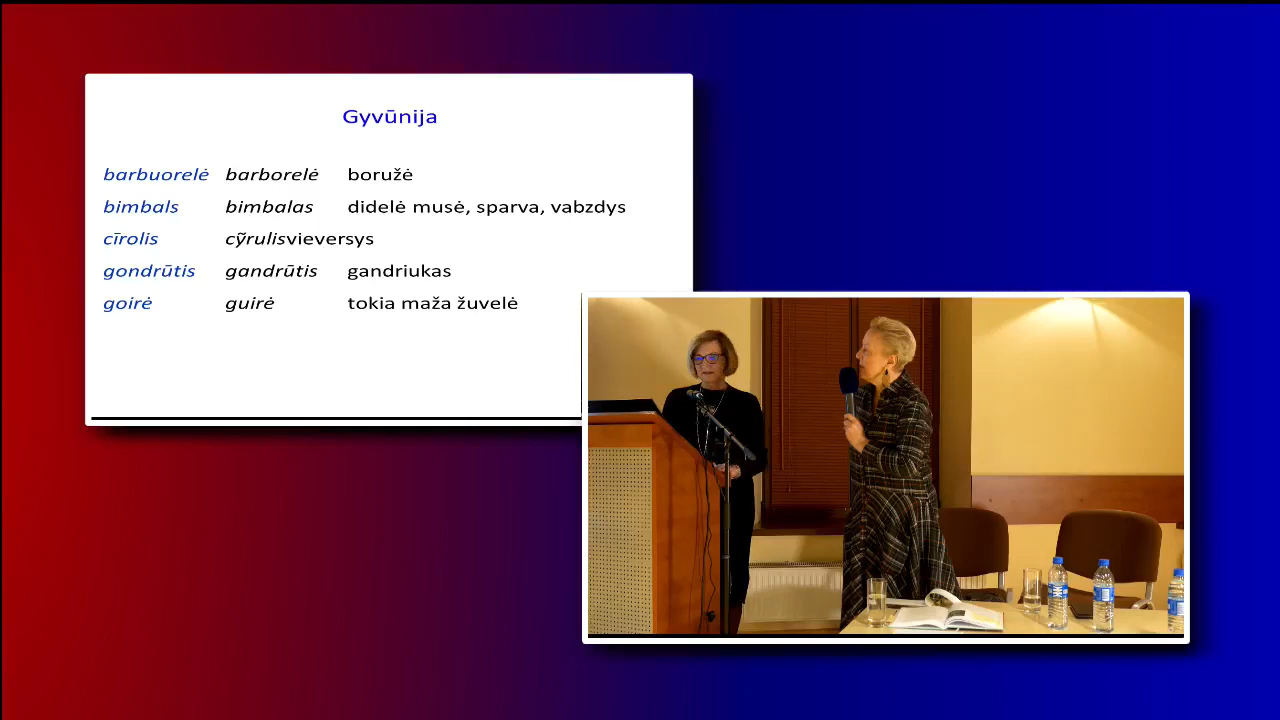 Gyvūnija
barbuorelė barborelė boružė
bimbals bimbalas didelė musė, sparva, vabzdys
cīrolis cỹrulisvieversys
gondrūtis gandrūtis gandriukas
goirė guirė tokia maža žuvelė